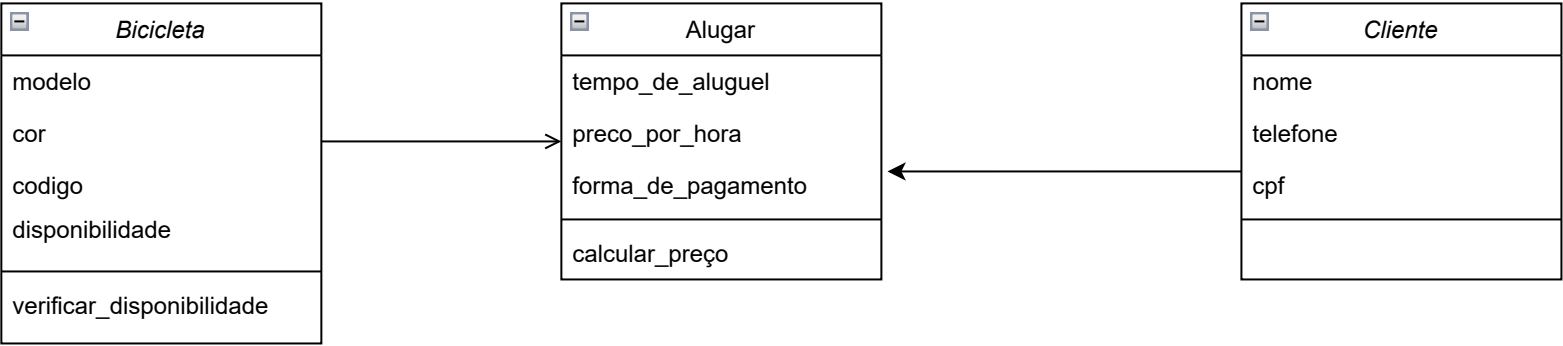 Bicicleta
modelo
cor
codigo
disponibilidade
verificar_disponibilidade
Alugar
tempo_de_aluguel
preco_por_hora
forma_de_pagamento
calcular_preço
Cliente
nome
telefone
cpf